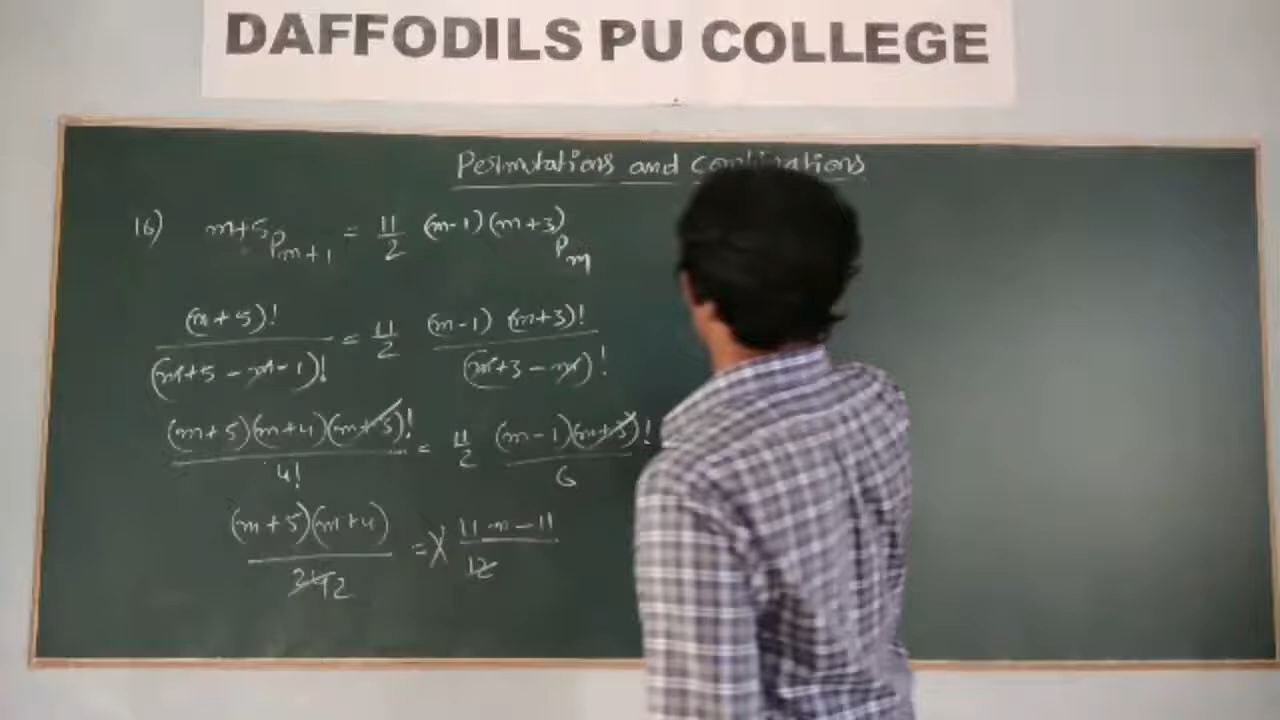 DAFFODILS PU COLLEGE
Permutations and Combinations
16) m+5Pm+1 = 11/2 (m-1)(m+3)Pm
(m+5)!/(m+5-m-1)! = 11/2 (m-1) (m+3)!/(m+3-m)!
(m+5)(m+4)(m+3)!/4! = 11/2 (m-1)(m+3)!/6
(m+5)(m+4)/24 2 = 11m-11/12